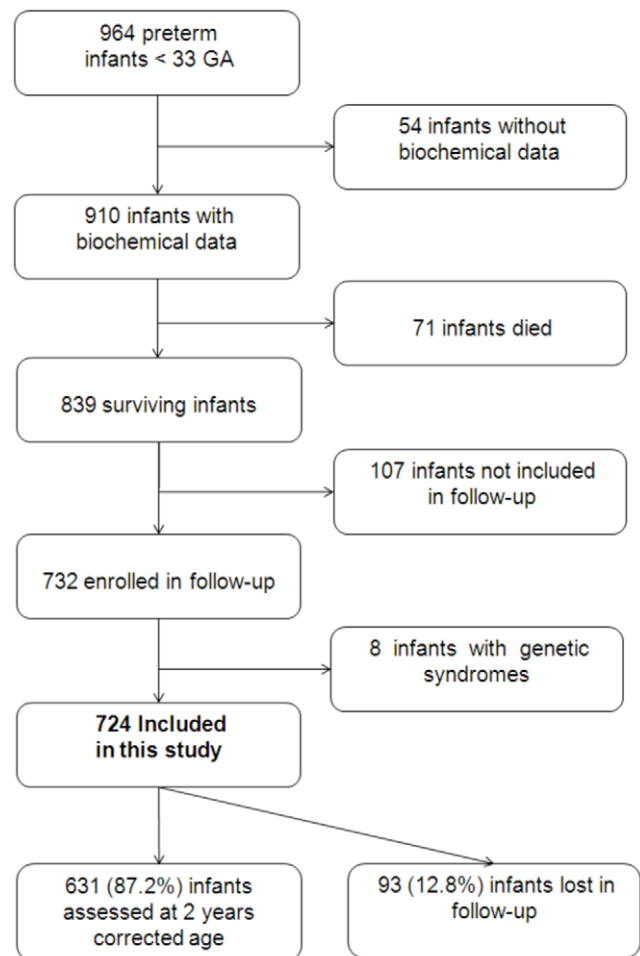 964 preterm
infants < 33 GA
54 infants without
biochemical data
910 infants with
biochemical data
71 infants died
839 surviving infants
107 infants not included
in follow-up
732 enrolled in follow-up
8 infants with genetic
syndromes
724 Included
in this study
631 (87.2%) infants
assessed at 2 years
corrected age
93 (12.8%) infants lost in
follow-up